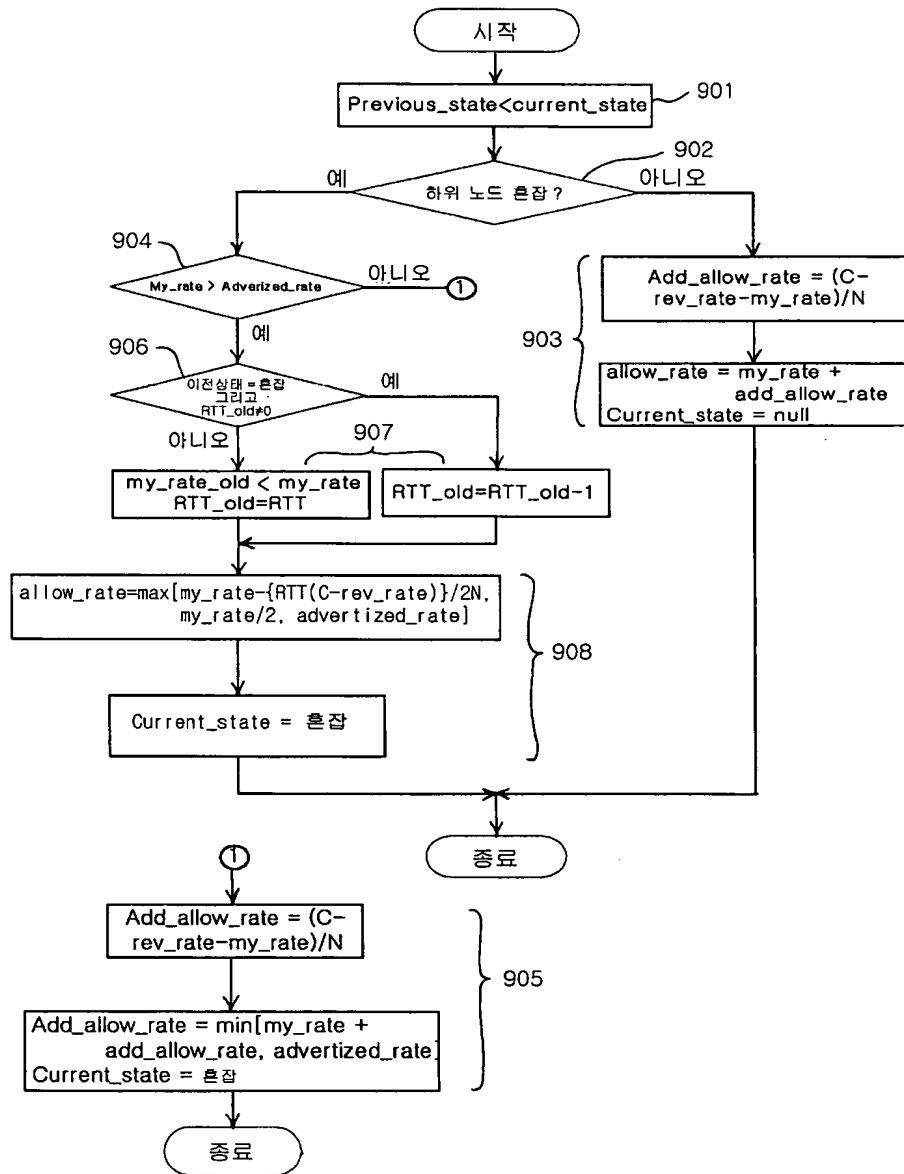 시작
Previous_state<current_state
901
902
예
하위 노드 혼잡 ?
아니오
904
My_rate > Adverized_rate
아니오
1
예
903
Add_allow_rate = (C-
rev_rate-my_rate)/N
allow_rate = my_rate +
add_allow_rate
Current_state = null
906
이전상태 = 혼잡
그리고
RTT_old≠0
예
아니오
907
my_rate_old < my_rate
RTT_old=RTT
RTT_old=RTT_old-1
allow_rate=max[my_rate-{RTT(C-rev_rate)}/2N,
my_rate/2, advertized_rate]
908
Current_state = 혼잡
종료
1
Add_allow_rate = (C-
rev_rate-my_rate)/N
905
Add_allow_rate = min[my_rate +
add_allow_rate, advertized_rate]
Current_state = 혼잡
종료